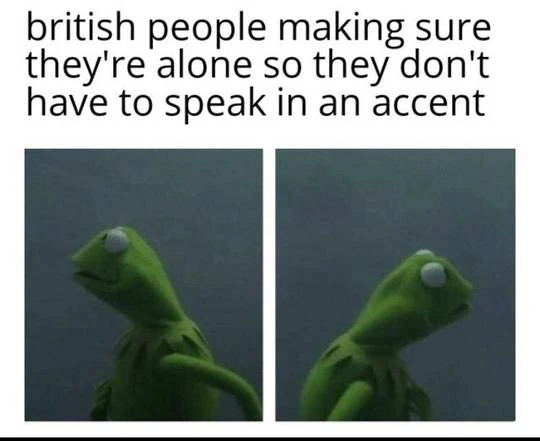 british people making sure
they're alone so they don't
have to speak in an accent